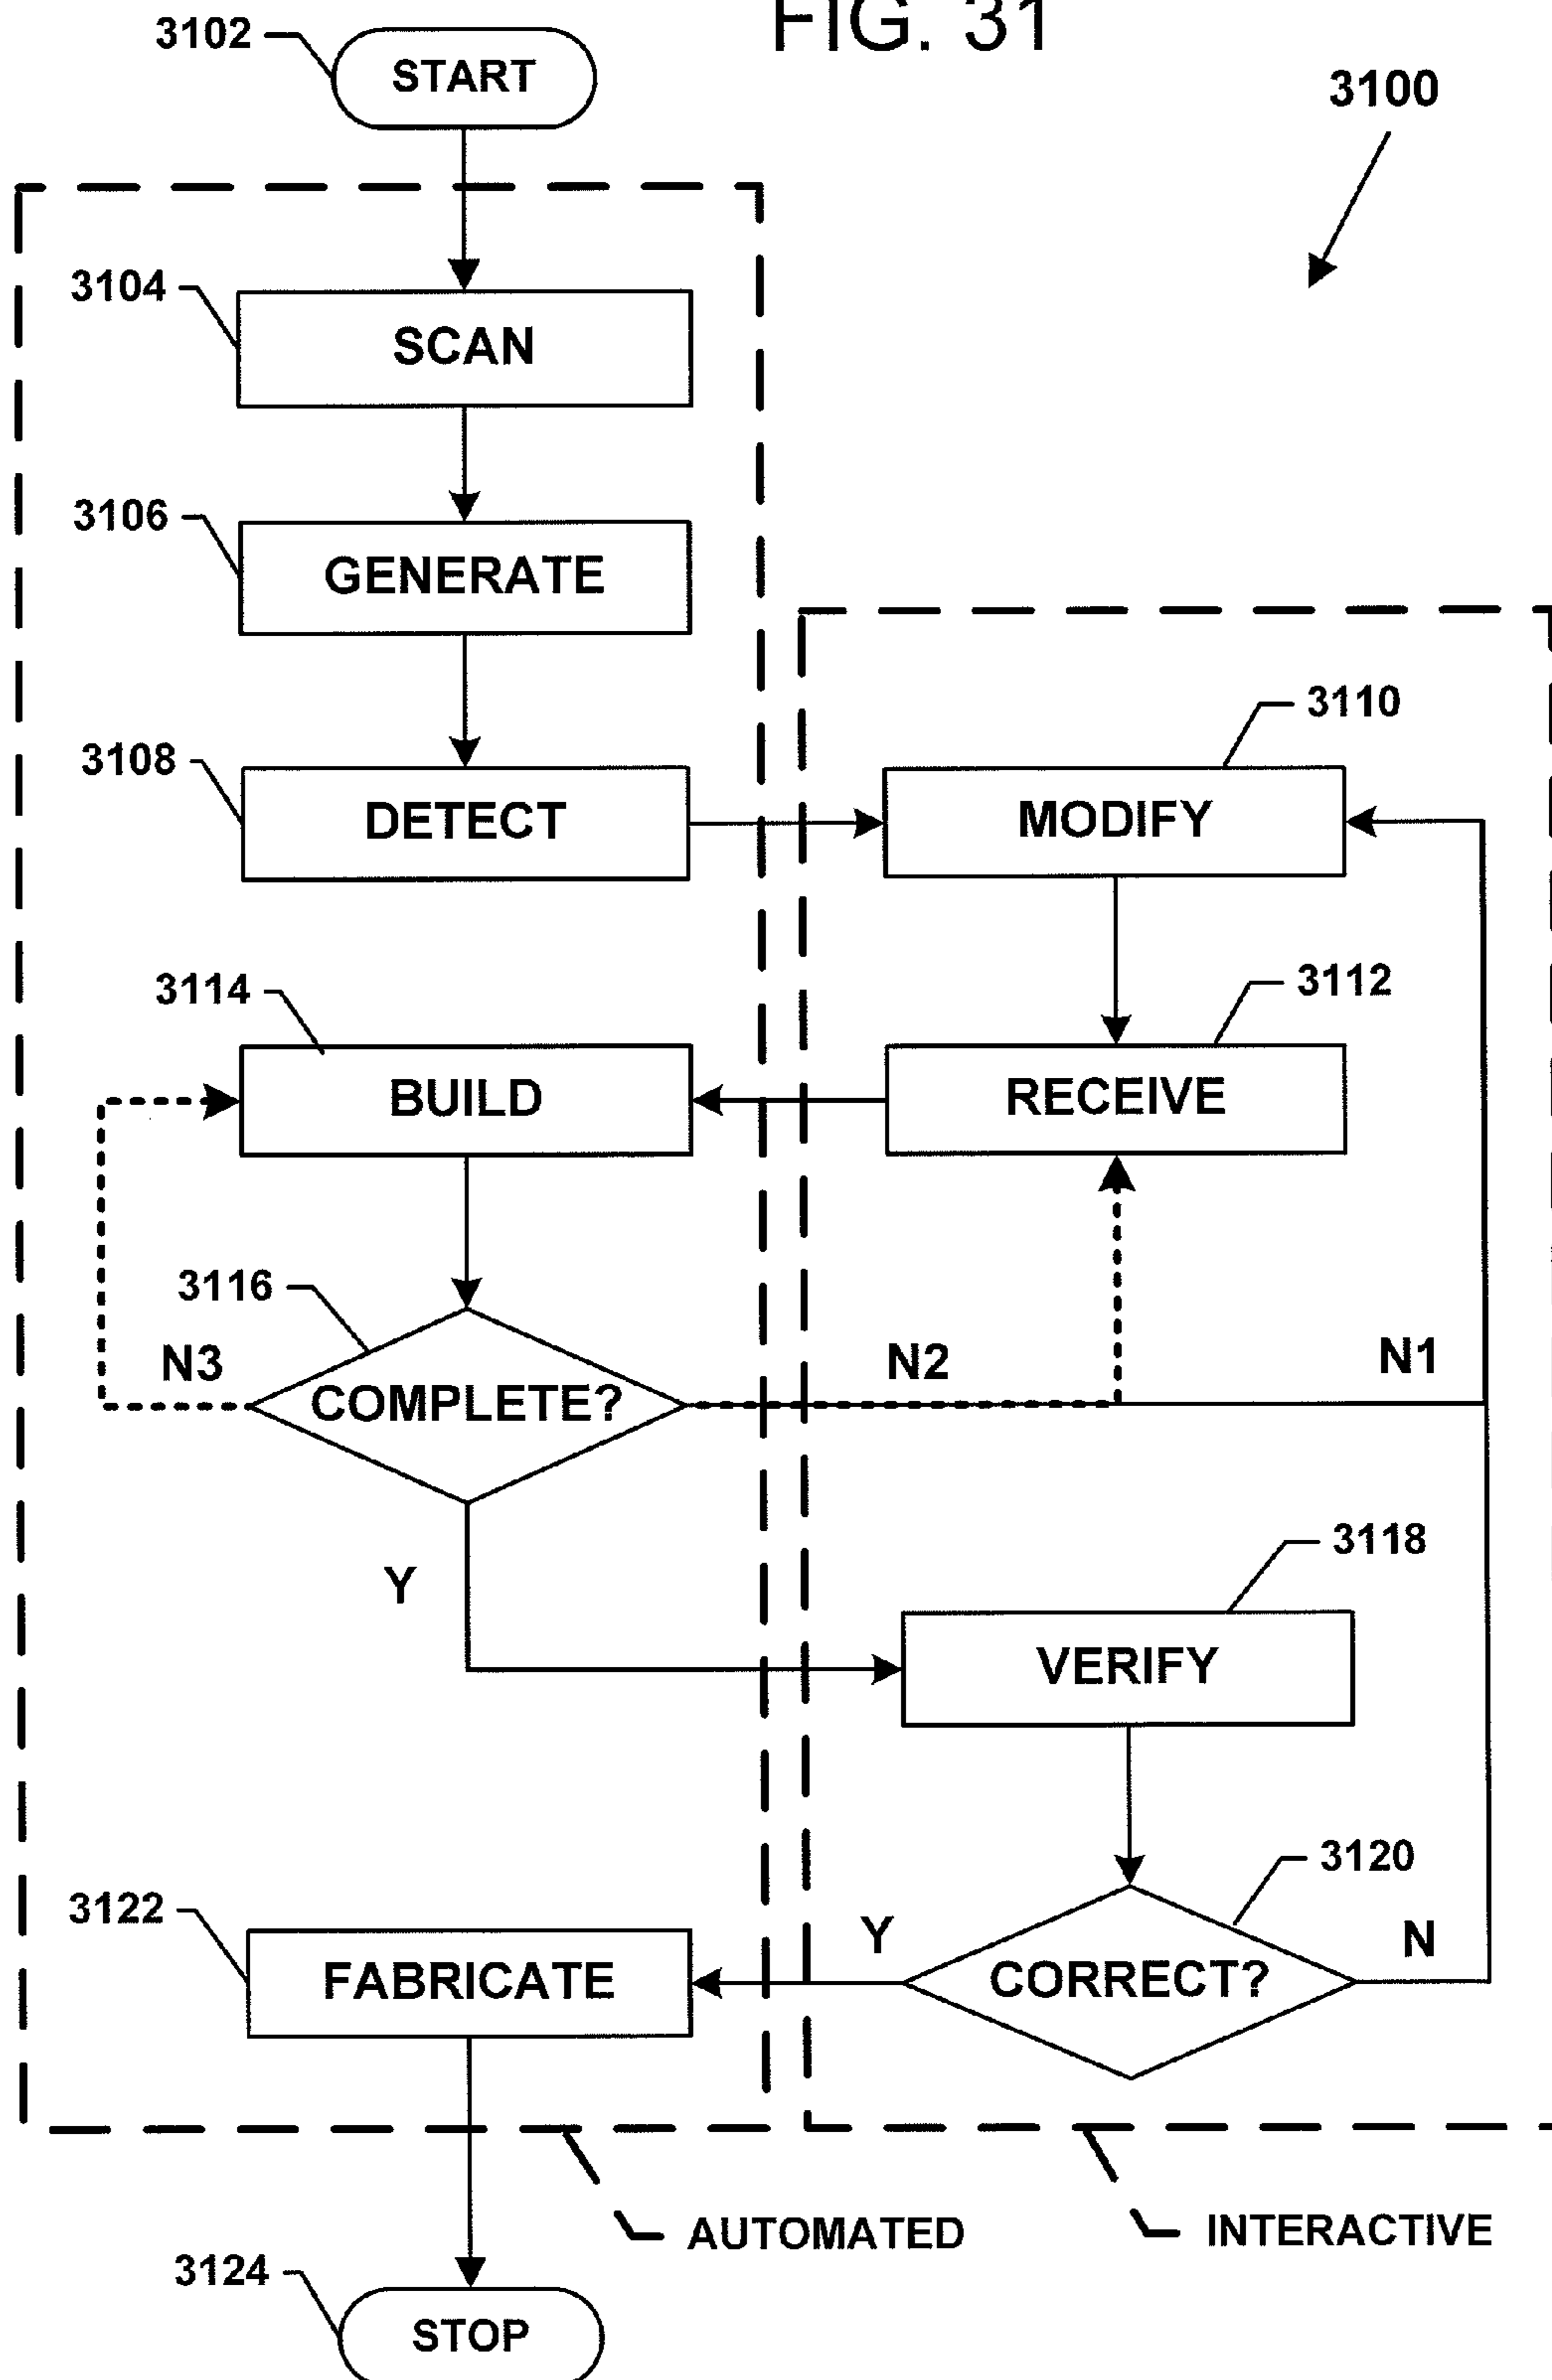 FIG. 31
3102
START
3100
3104
SCAN
3106
GENERATE
3110
3108
DETECT
MODIFY
3114
3112
BUILD
RECEIVE
3116
N3
COMPLETE?
N2
N1
3118
Y
VERIFY
3120
3122
Y
N
FABRICATE
CORRECT?
AUTOMATED
INTERACTIVE
3124
STOP